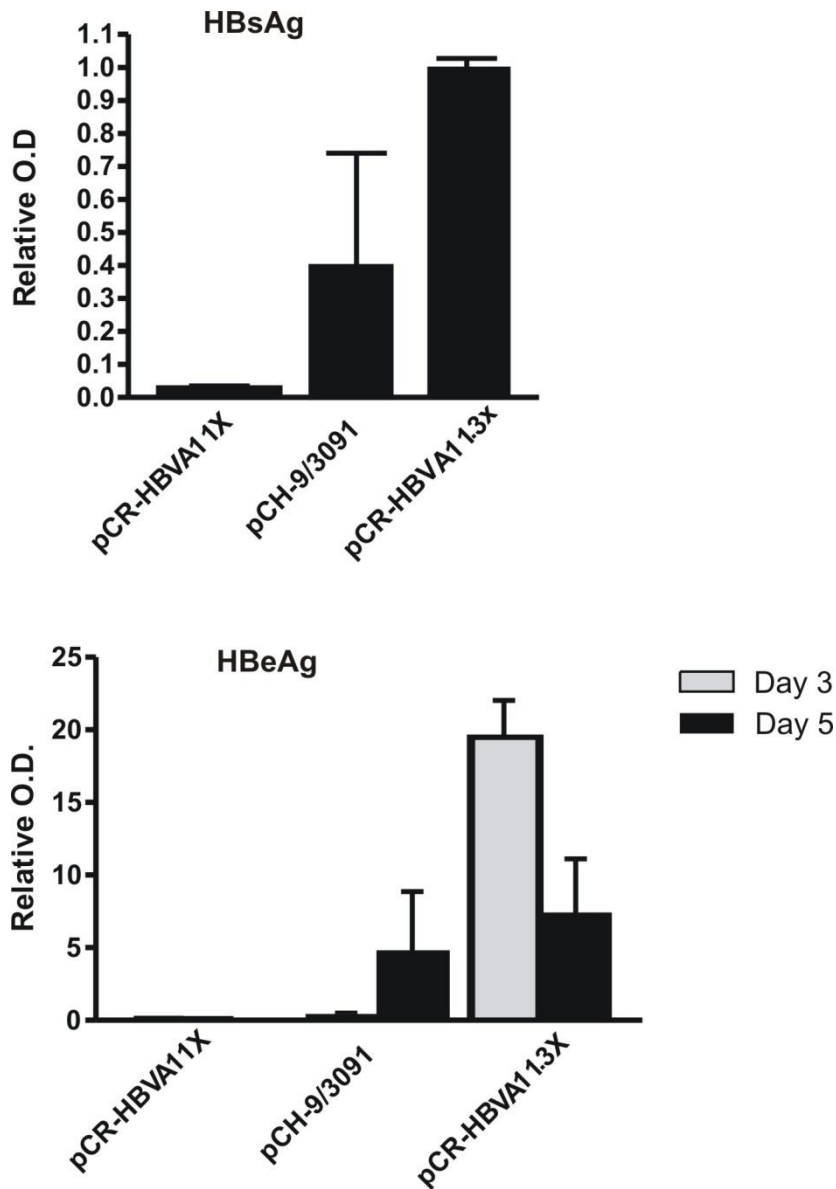 HBsAg
Relative O.D
1.1
1.0
0.9
0.8
0.7
0.6
0.5
0.4
0.3
0.2
0.1
0.0
pCR-HBVA11X
pCH-9/3091
pCR-HBVA11.3x
HBeAg
Relative O.D.
25
20
15
10
5
0
pCR-HBVA11X
pCH-9/3091
pCR-HBVA11.3X
Day 3
Day 5